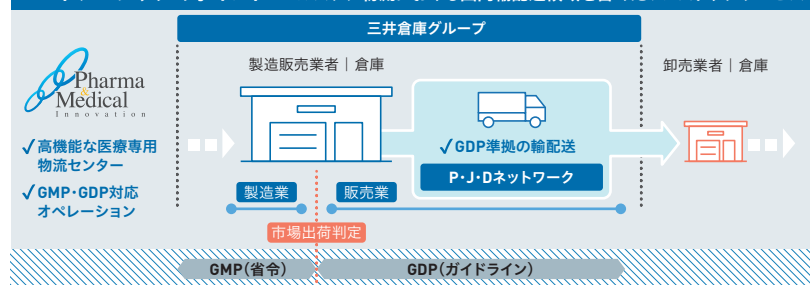 三井倉庫グループ
Pharma
&Medical
Innovation
製造販売業者｜倉庫
卸売業者｜倉庫
✓高機能な医療専用
物流センター
✓GMP・GDP対応
オペレーション
✓GDP準拠の輸配送
P・J・Dネットワーク
製造業
販売業
市場出荷判定
GMP（省令）
GDP（ガイドライン）